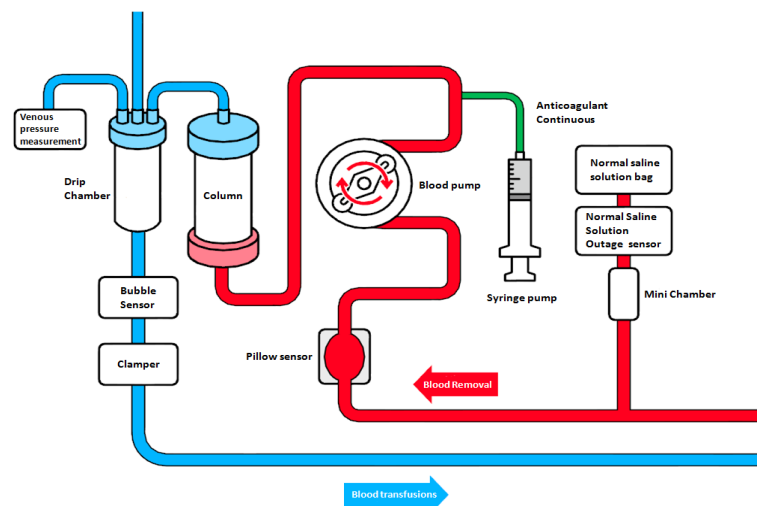 Venous
pressure
measurement
Drip
Chamber
Column
Blood pump
Anticoagulant
Continuous
Normal saline
solution bag
Normal Saline
Solution
Outage sensor
Syringe pump
Mini Chamber
Bubble
Sensor
Clamper
Pillow sensor
Blood Removal
Blood transfusions